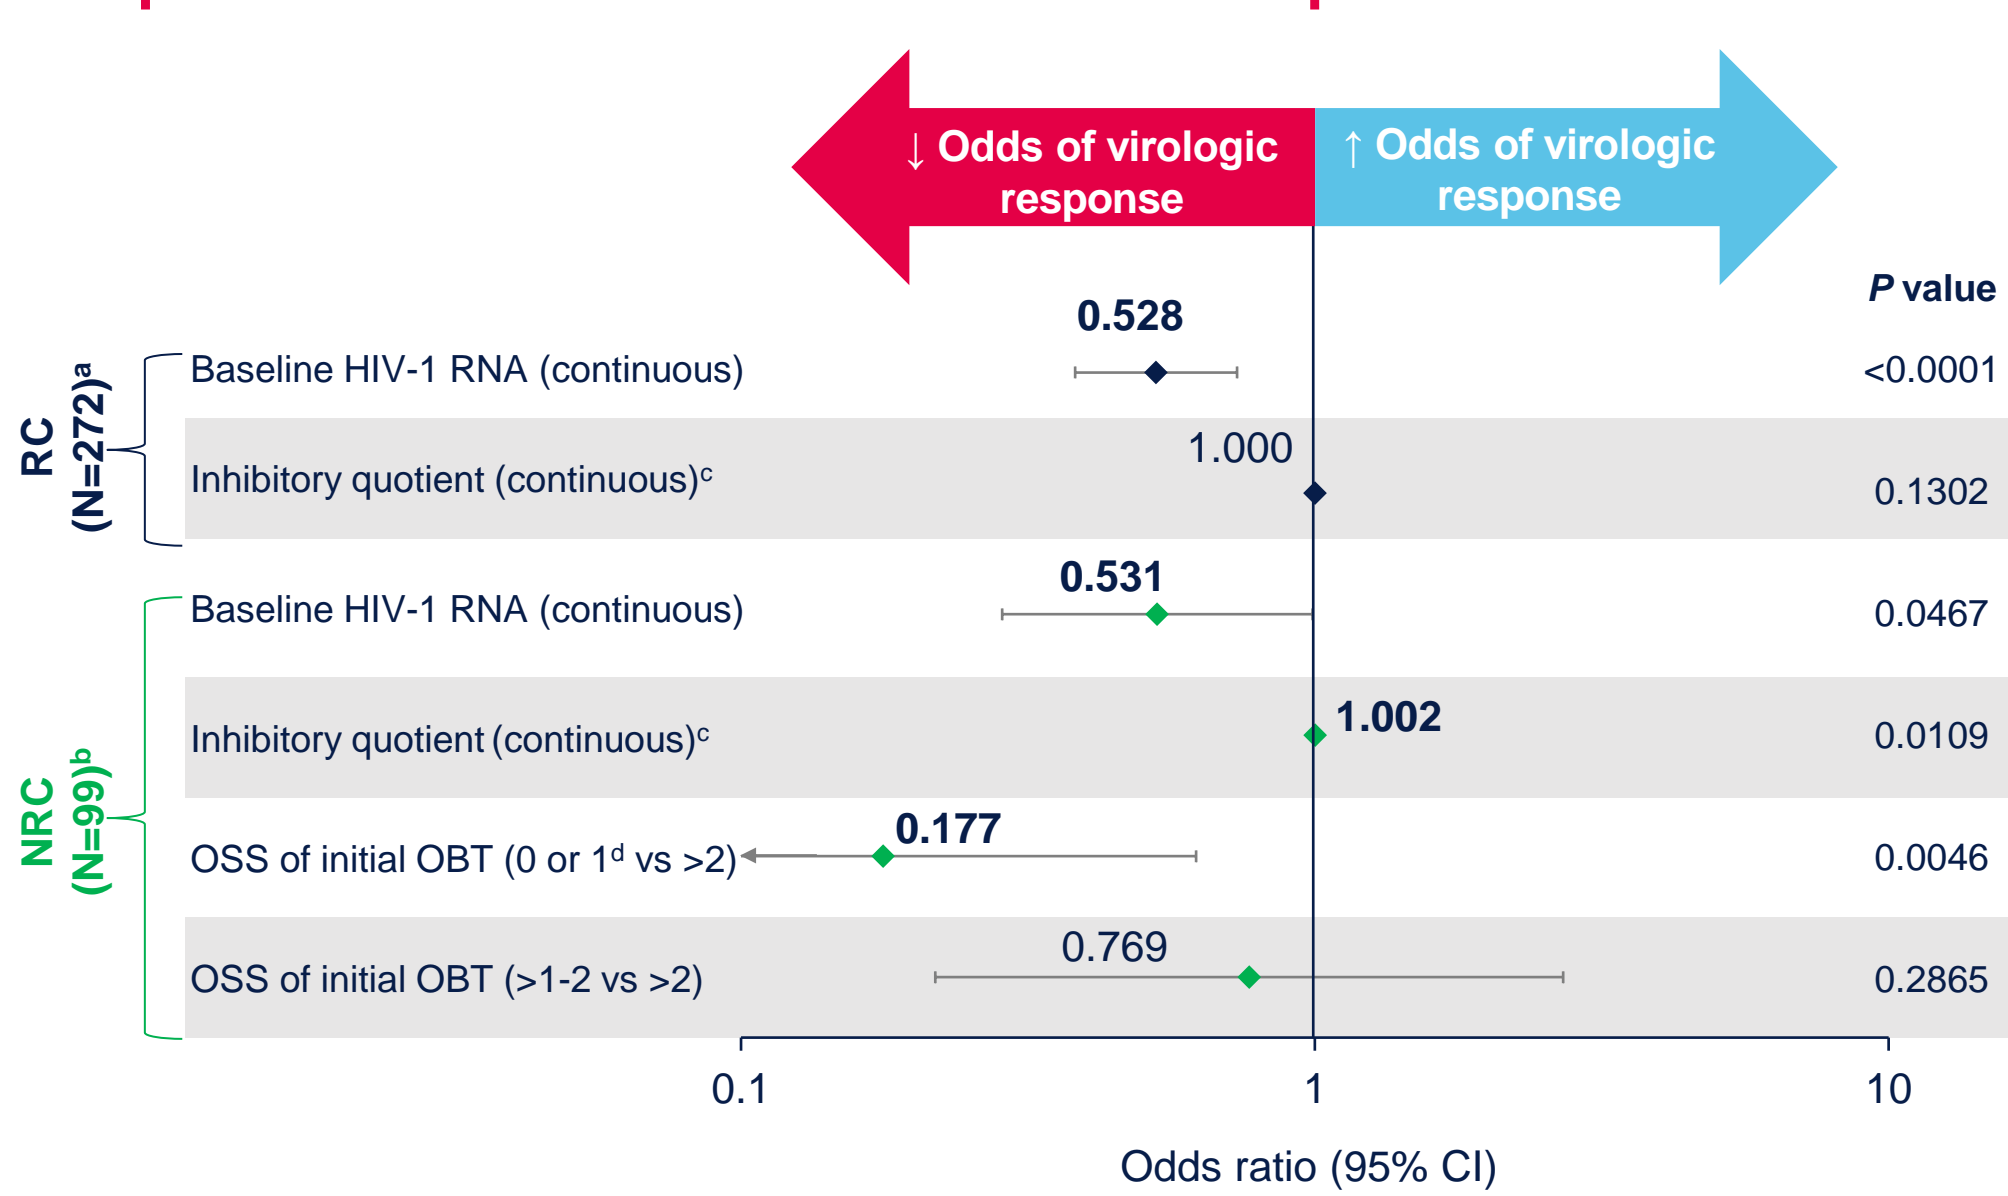 ↓ Odds of virologic
response
↑ Odds of virologic
response
P value
RC
(N=272)ᵃ
Baseline HIV-1 RNA (continuous)
0.528
<0.0001
Inhibitory quotient (continuous)ᶜ
1.000
0.1302
NRC
(N=99)ᵇ
Baseline HIV-1 RNA (continuous)
0.531
0.0467
Inhibitory quotient (continuous)ᶜ
1.002
0.0109
OSS of initial OBT (0 or 1ᵈ vs >2)
0.177
0.0046
OSS of initial OBT (>1-2 vs >2)
0.769
0.2865
0.1
1
10
Odds ratio (95% CI)